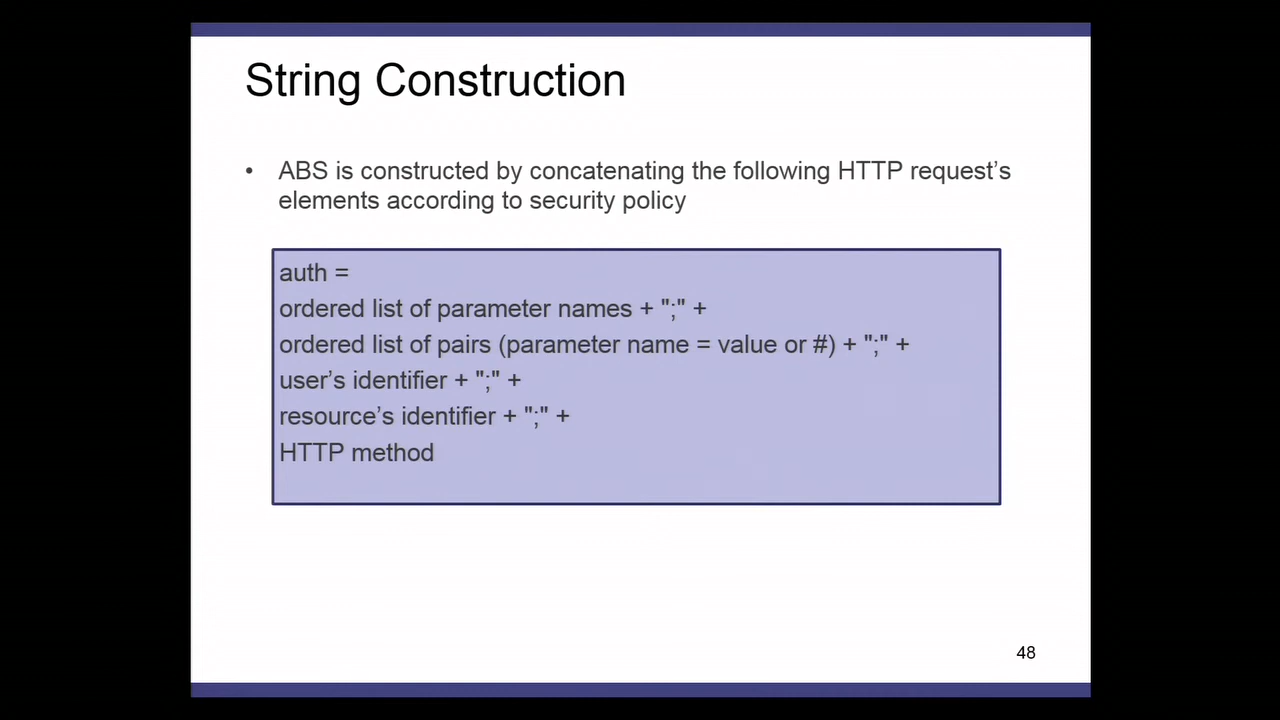 String Construction
• ABS is constructed by concatenating the following HTTP request’s
elements according to security policy
auth =
ordered list of parameter names + ";" +
ordered list of pairs (parameter name = value or #) + ";" +
user’s identifier + ";" +
resource’s identifier + ";" +
HTTP method
48